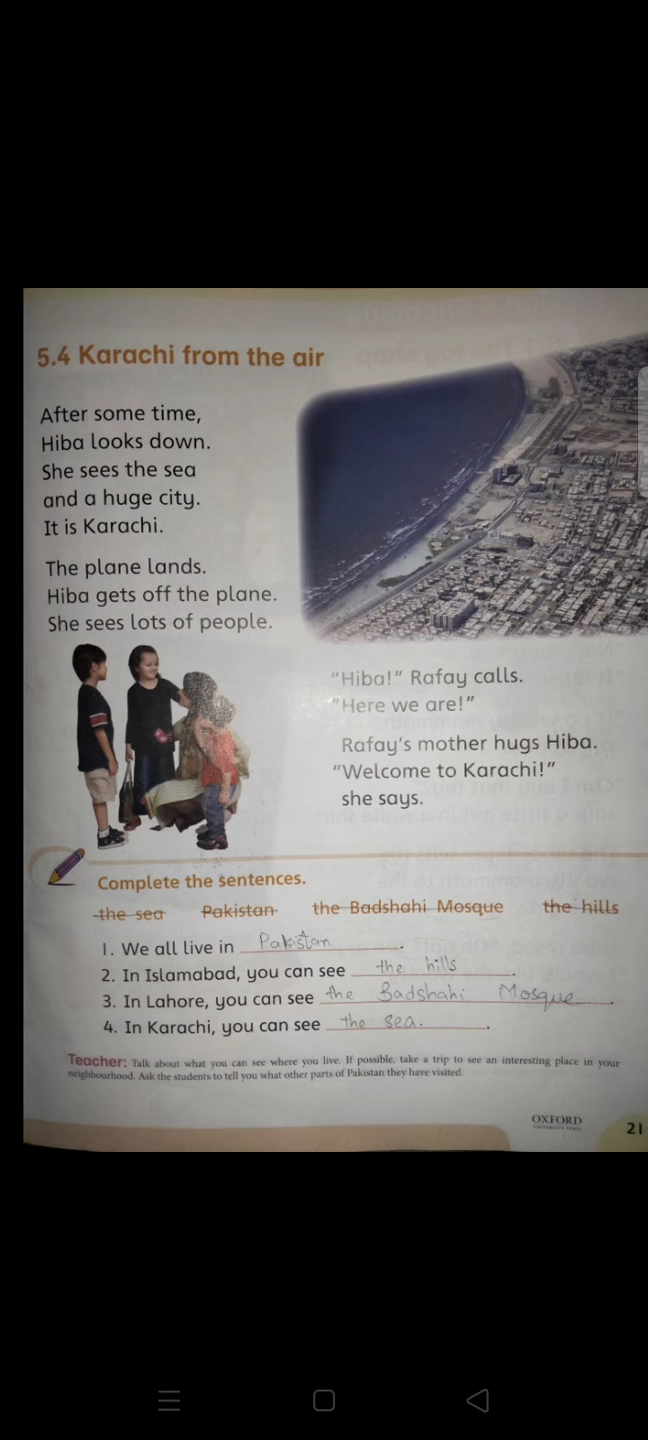 5.4 Karachi from the air
After some time,
Hiba looks down.
She sees the sea
and a huge city.
It is Karachi.
The plane lands.
Hiba gets off the plane.
She sees lots of people.
"Hiba!" Rafay calls.
"Here we are!"
Rafay's mother hugs Hiba.
"Welcome to Karachi!"
she says.
Complete the sentences.
the sea Pakistan the Badshahi Mosque the hills
1. We all live in Pakistan.
2. In Islamabad, you can see the hills.
3. In Lahore, you can see the Badshahi Mosque.
4. In Karachi, you can see the sea.
Teacher: Talk about what you can see where you live. If possible, take a trip to see an interesting place in your
neighbourhood. Ask the students to tell you what other parts of Pakistan they have visited.
OXFORD
UNIVERSITY PRESS
21